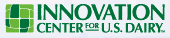 INNOVATION
CENTER FOR U.S. DAIRY.